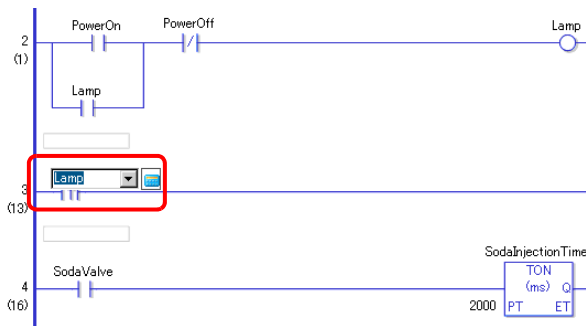 PowerOn PowerOff Lamp
2
(1)
Lamp
Lamp
3
(13)
SodaInjectionTime
SodaValve TON
4 (ms) Q
(16) 2000 PT ET